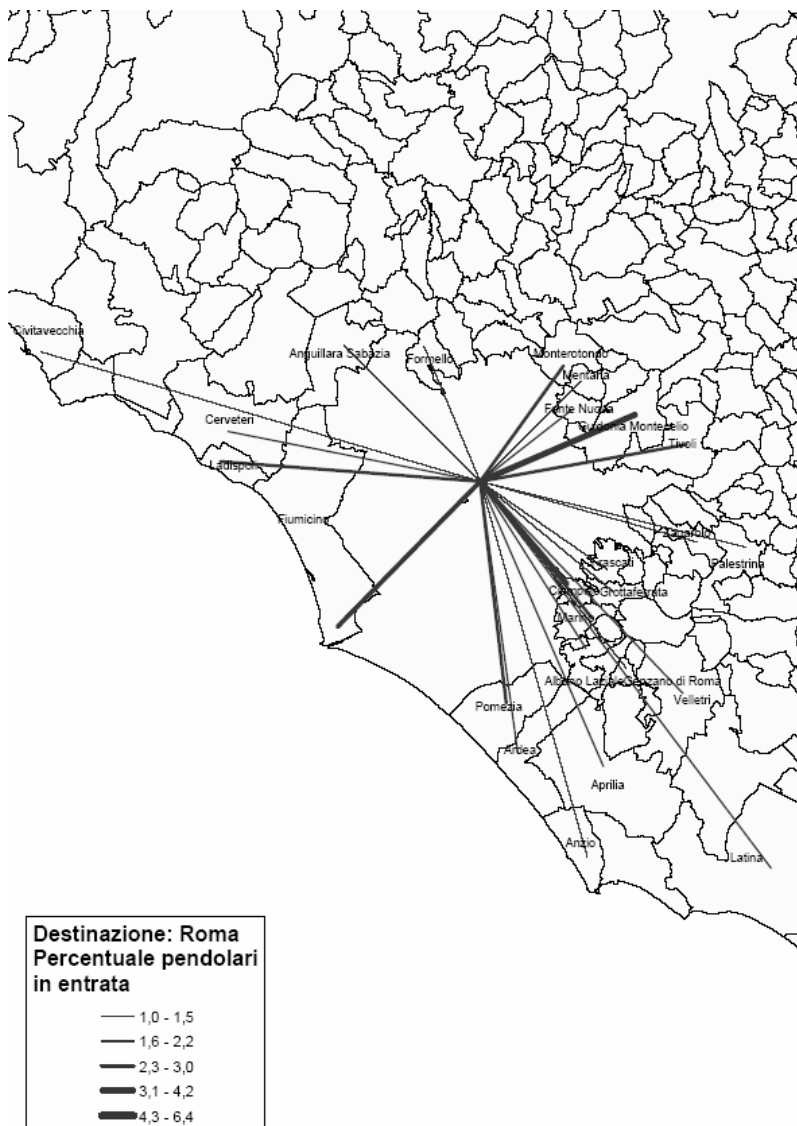 Civitavecchia
Anguillara Sabazia
Formello
Monterotondo
Mentana
Fonte Nuova
Guidonia Montecelio
Tivoli
Cerveteri
Ladispoli
Fiumicino
Zagarolo
Palestrina
Frascati
Ciampino
Grottaferrata
Marino
Albano Laziale
Genzano di Roma
Velletri
Pomezia
Ardea
Aprilia
Anzio
Latina
Destinazione: Roma
Percentuale pendolari
in entrata
1,0 - 1,5
1,6 - 2,2
2,3 - 3,0
3,1 - 4,2
4,3 - 6,4